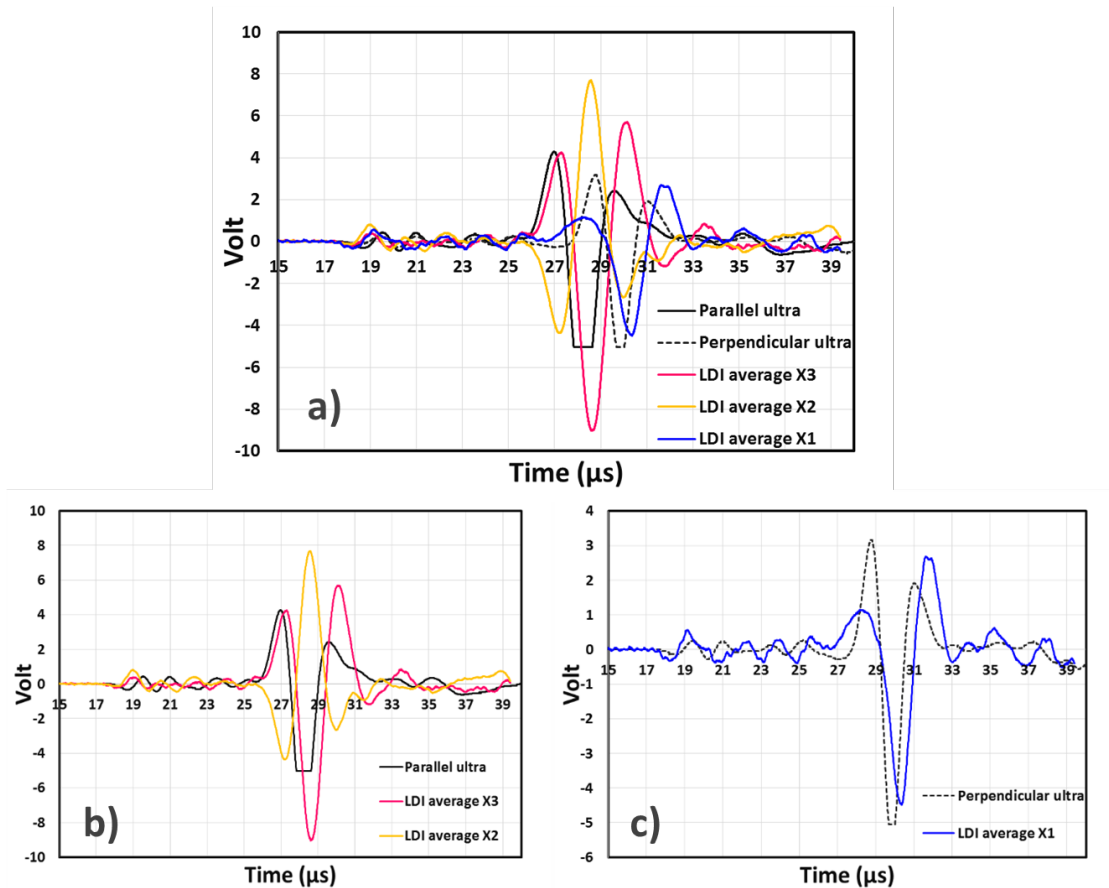 10
8
6
4
2
0
-2
-4
-6
-8
-10
Volt
15 17 19 21 23 25 27 29 31 33 35 37 39
Parallel ultra
Perpendicular ultra
LDI average X3
LDI average X2
LDI average X1
a)
Time (μs)
10
8
6
4
2
0
-2
-4
-6
-8
-10
Volt
15 17 19 21 23 25 27 29 31 33 35 37 39
Parallel ultra
LDI average X3
LDI average X2
b)
Time (μs)
4
3
2
1
0
-1
-2
-3
-4
-5
-6
Volt
15 17 19 21 23 25 27 29 31 33 35 37 39
Perpendicular ultra
LDI average X1
c)
Time (μs)